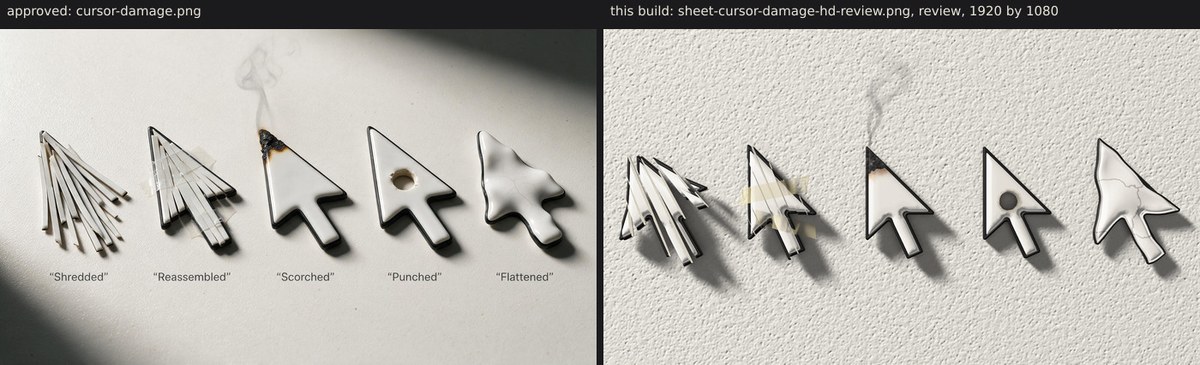 approved: cursor-damage.png
this build: sheet-cursor-damage-hd-review.png, review, 1920 by 1080
“Shredded”
“Reassembled”
“Scorched”
“Punched”
“Flattened”